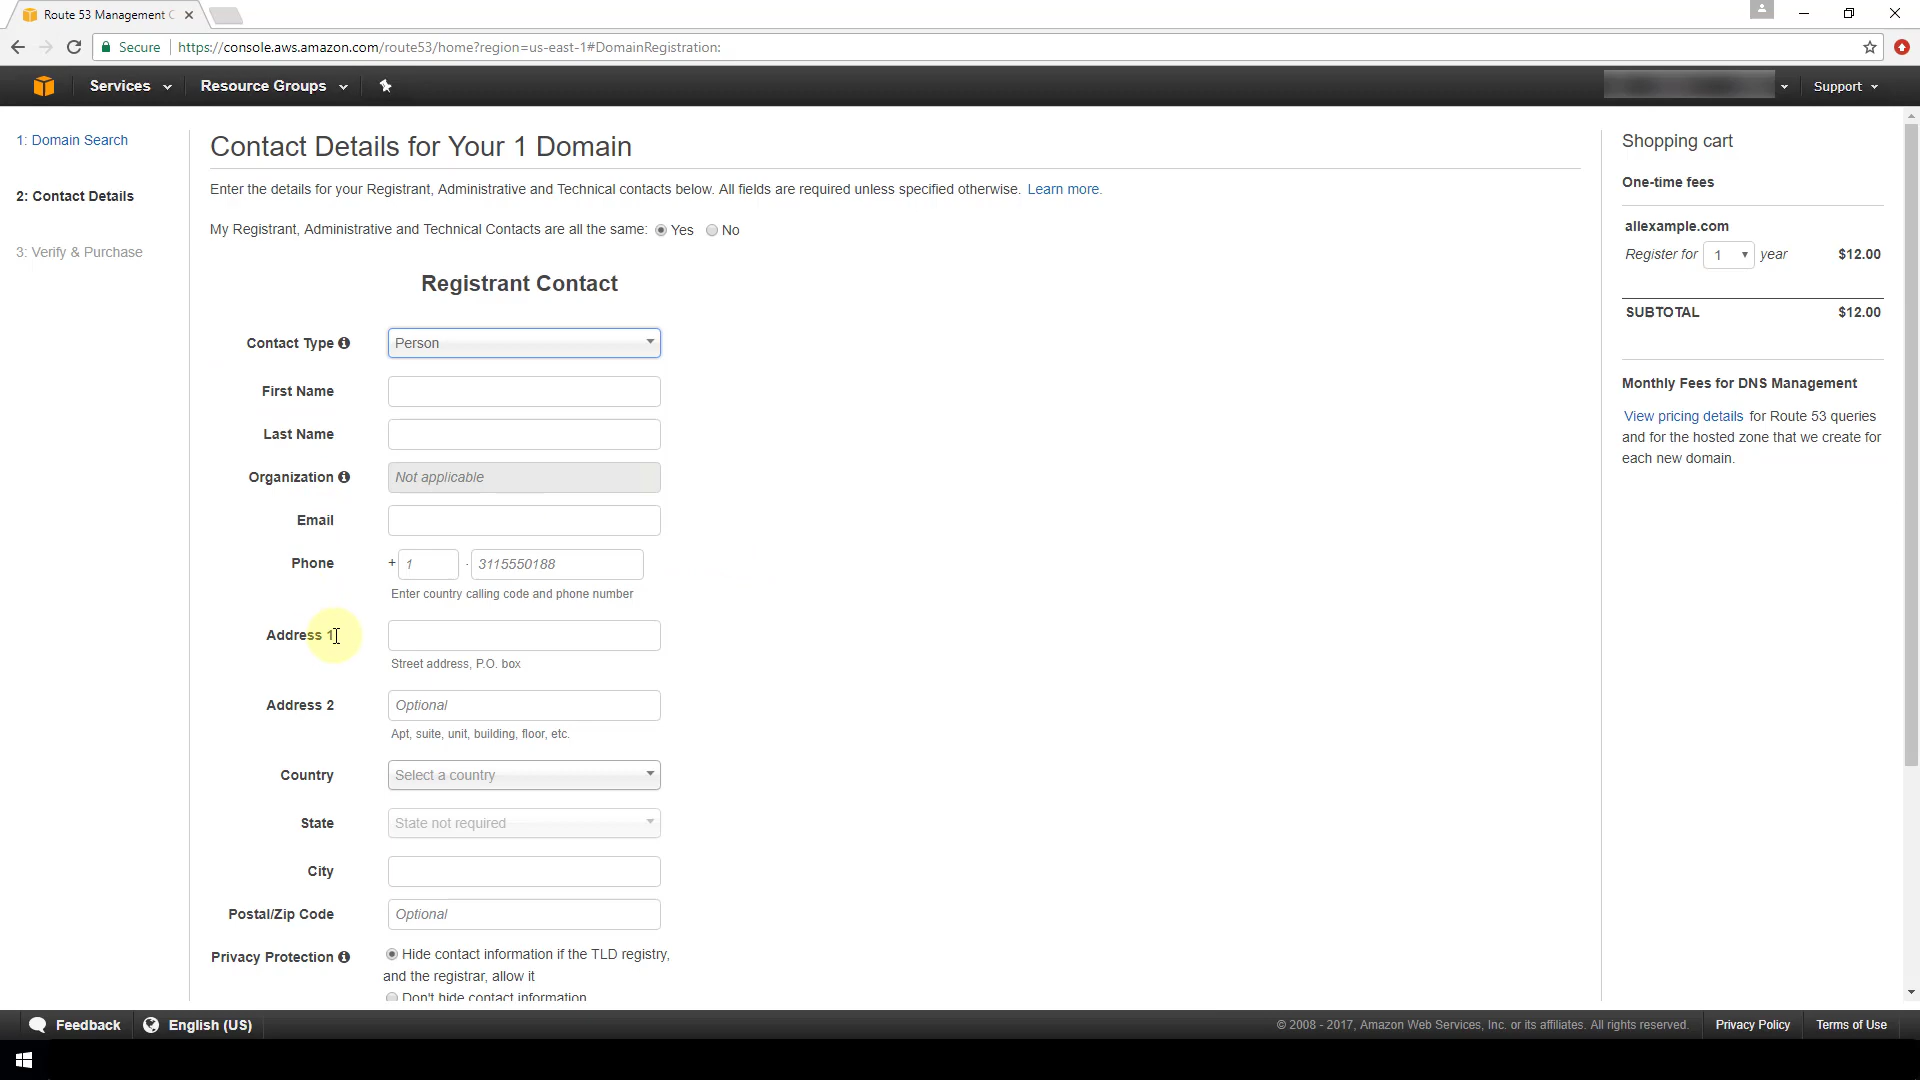 Route 53 Management C
Secure
https://console.aws.amazon.com/route53/home?region=us-east-1#DomainRegistration:
Services
Resource Groups
Support
1: Domain Search
2: Contact Details
3: Verify & Purchase
Contact Details for Your 1 Domain
Enter the details for your Registrant, Administrative and Technical contacts below. All fields are required unless specified otherwise. Learn more.
My Registrant, Administrative and Technical Contacts are all the same: Yes No
Registrant Contact
Contact Type Person
First Name
Last Name
Organization Not applicable
Email
Phone + 1 . 3115550188
Enter country calling code and phone number
Address 1
Street address, P.O. box
Address 2 Optional
Apt, suite, unit, building, floor, etc.
Country Select a country
State State not required
City
Postal/Zip Code Optional
Privacy Protection Hide contact information if the TLD registry,
and the registrar, allow it
Don't hide contact information
Shopping cart
One-time fees
allexample.com
Register for 1 year $12.00
SUBTOTAL $12.00
Monthly Fees for DNS Management
View pricing details for Route 53 queries
and for the hosted zone that we create for
each new domain.
Feedback
English (US)
© 2008 - 2017, Amazon Web Services, Inc. or its affiliates. All rights reserved.
Privacy Policy
Terms of Use